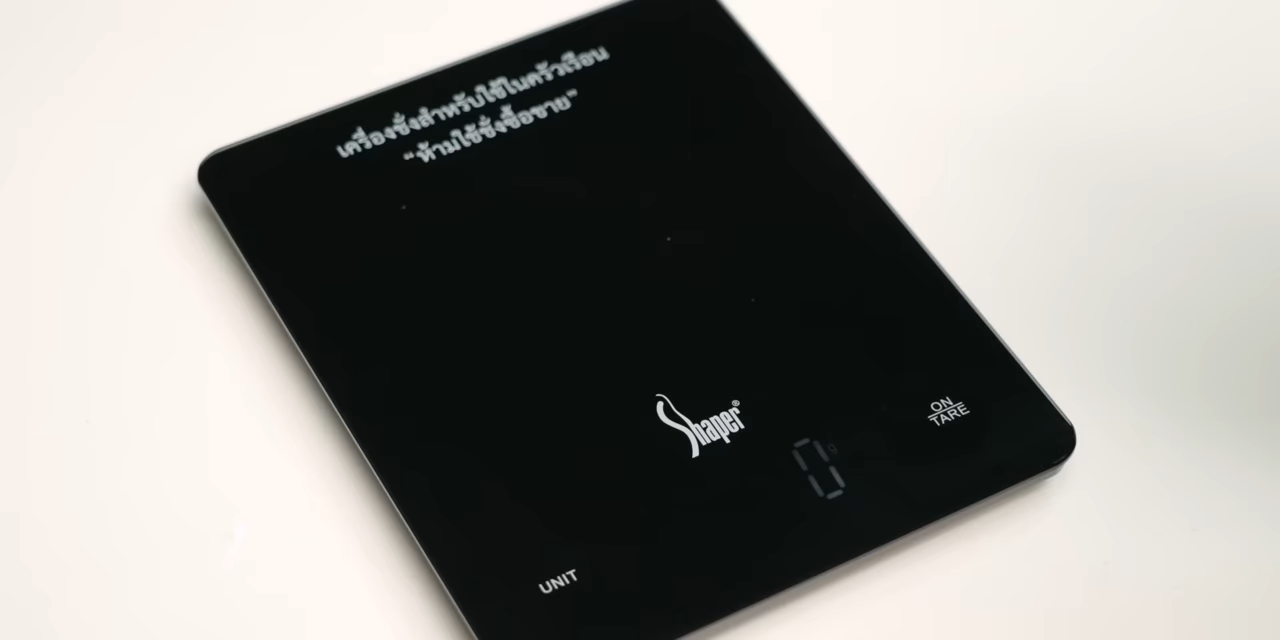 เครื่องชั่งสำหรับใช้ในครัวเรือน
“ห้ามใช้ชั่งซื้อขาย”
Shaper®
ON
TARE
0 g
UNIT